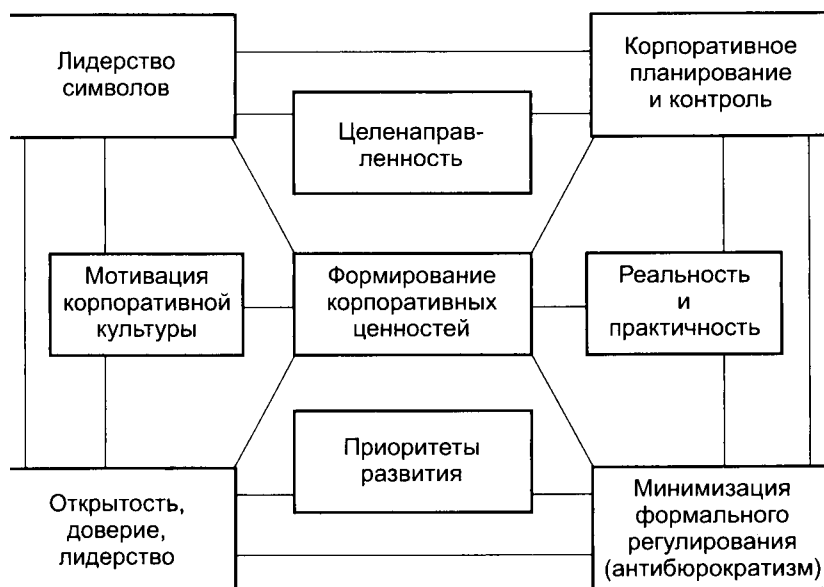 Лидерство
символов
Корпоративное
планирование
и контроль
Целенаправ-
ленность
Мотивация
корпоративной
культуры
Формирование
корпоративных
ценностей
Реальность
и
практичность
Приоритеты
развития
Открытость,
доверие,
лидерство
Минимизация
формального
регулирования
(антибюрократизм)